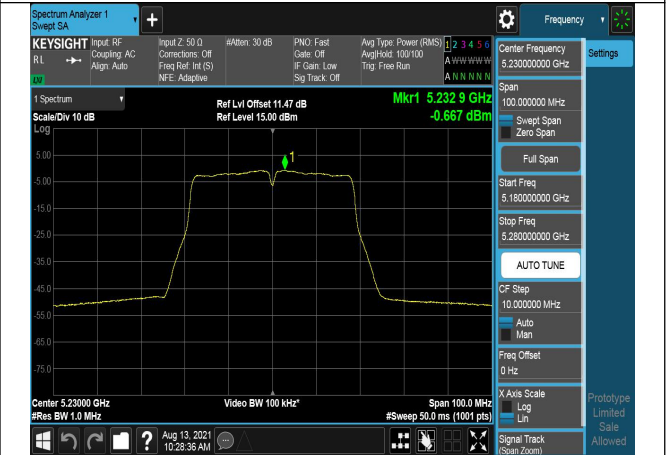 Spectrum Analyzer 1
Swept SA
+
Frequency
KEYSIGHT
RL
Align: Auto
LXI
Input: RF
Coupling: AC
Input Z: 50 Ω
Corrections: Off
Freq Ref: Int (S)
NFE: Adaptive
#Atten: 30 dB
PNO: Fast
Gate: Off
IF Gain: Low
Sig Track: Off
Avg Type: Power (RMS)
Avg|Hold: 100/100
Trig: Free Run
1 2 3 4 5 6
A W W W W W
A N N N N N
1 Spectrum
Scale/Div 10 dB
Log
Ref Lvl Offset 11.47 dB
Ref Level 15.00 dBm
Mkr1 5.232 9 GHz
-0.667 dBm
1
5.00
-5.00
-15.0
-25.0
-35.0
-45.0
-55.0
-65.0
-75.0
Center 5.23000 GHz
#Res BW 1.0 MHz
Video BW 100 kHz*
Span 100.0 MHz
#Sweep 50.0 ms (1001 pts)
?
Aug 13, 2021
10:28:36 AM
Center Frequency
5.230000000 GHz
Span
100.000000 MHz
Swept Span
Zero Span
Full Span
Start Freq
5.180000000 GHz
Stop Freq
5.280000000 GHz
AUTO TUNE
CF Step
10.000000 MHz
Auto
Man
Freq Offset
0 Hz
X Axis Scale
Log
Lin
Signal Track
(Span Zoom)
Settings
Prototype
Limited
Sale
Allowed